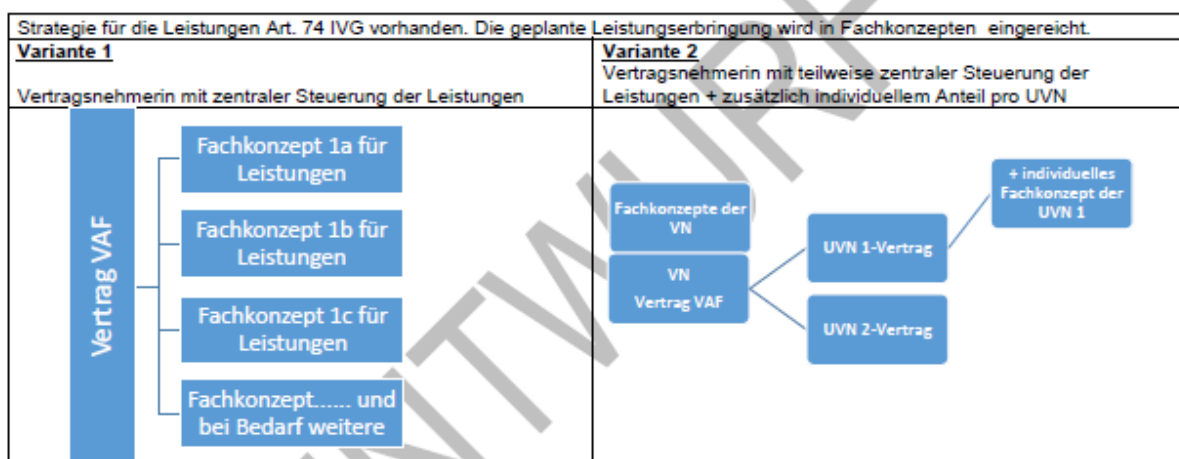 Strategie für die Leistungen Art. 74 IVG vorhanden. Die geplante Leistungserbringung wird in Fachkonzepten eingereicht.
Variante 1
Vertragsnehmerin mit zentraler Steuerung der Leistungen
Vertrag VAF
Fachkonzept 1a für
Leistungen
Fachkonzept 1b für
Leistungen
Fachkonzept 1c für
Leistungen
Fachkonzept...... und
bei Bedarf weitere
Variante 2
Vertragsnehmerin mit teilweise zentraler Steuerung der
Leistungen + zusätzlich individuellem Anteil pro UVN
Fachkonzepte der
VN
VN
Vertrag VAF
UVN 1-Vertrag
UVN 2-Vertrag
+ individuelles
Fachkonzept der
UVN 1
ENTWURF